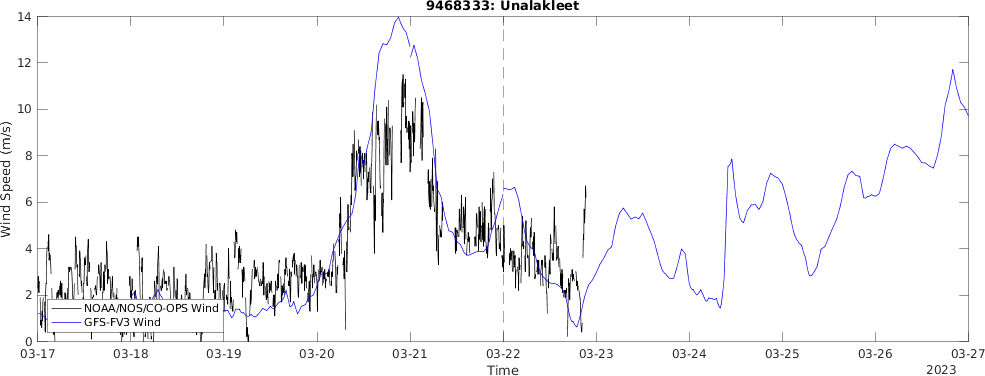 9468333: Unalakleet
Wind Speed (m/s)
14
12
10
8
6
4
2
0
NOAA/NOS/CO-OPS Wind
GFS-FV3 Wind
03-17 03-18 03-19 03-20 03-21 03-22 03-23 03-24 03-25 03-26 03-27
Time
2023